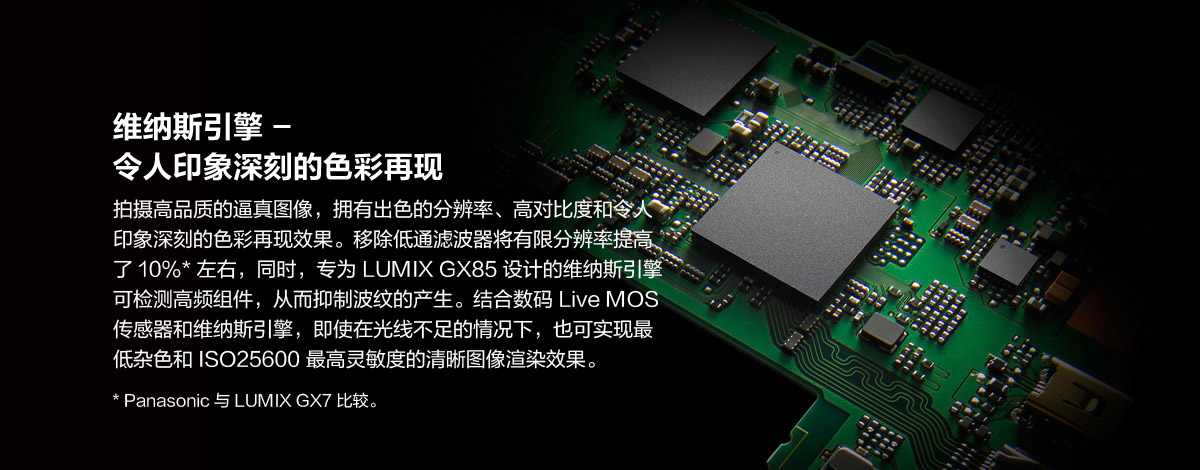 维纳斯引擎 –
令人印象深刻的色彩再现
拍摄高品质的逼真图像，拥有出色的分辨率、高对比度和令人
印象深刻的色彩再现效果。移除低通滤波器将有限分辨率提高
了 10%* 左右，同时，专为 LUMIX GX85 设计的维纳斯引擎
可检测高频组件，从而抑制波纹的产生。结合数码 Live MOS
传感器和维纳斯引擎，即使在光线不足的情况下，也可实现最
低杂色和 ISO25600 最高灵敏度的清晰图像渲染效果。
* Panasonic 与 LUMIX GX7 比较。